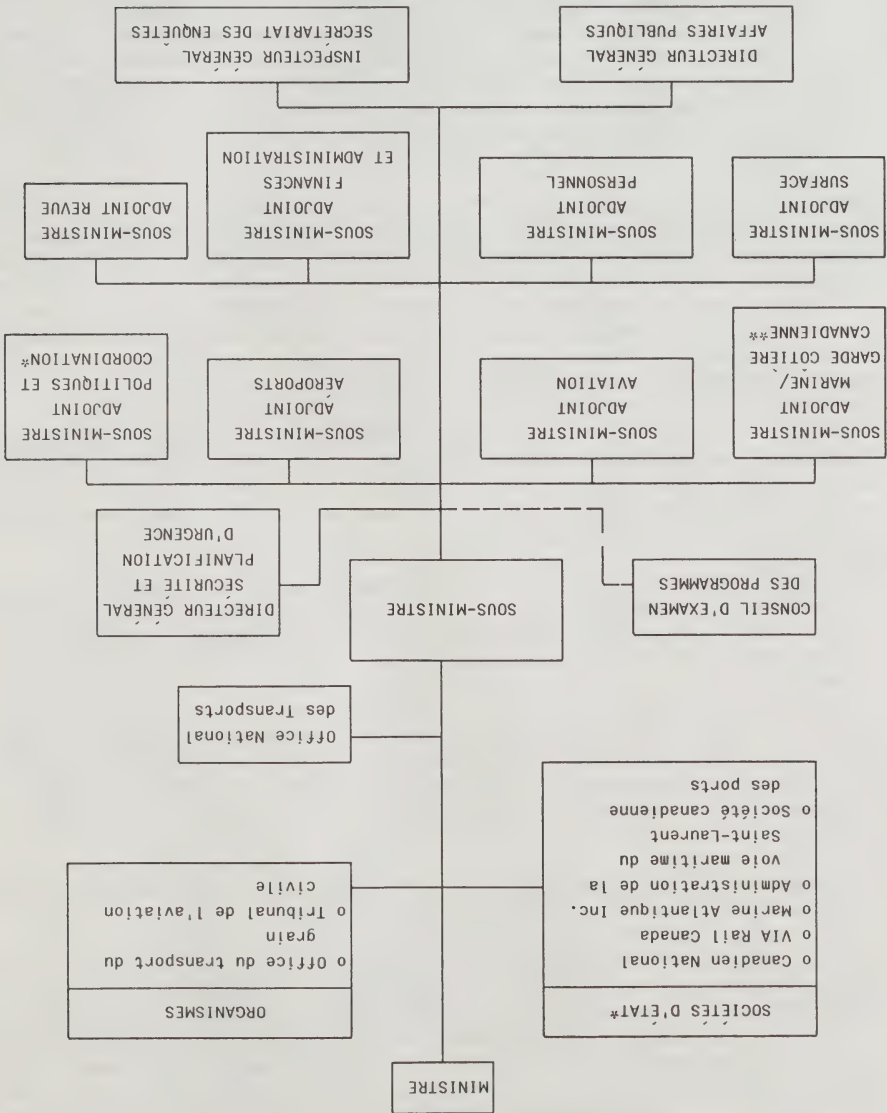 MINISTRE
SOCIÉTÉS D'ÉTAT*
o Canadien National
o VIA Rail Canada
o Marine Atlantique Inc.
o Administration de la
voie maritime du
Saint-Laurent
o Société canadienne
des ports
ORGANISMES
o Office du transport du
grain
o Tribunal de l'aviation
civile
Office National
des Transports
CONSEIL D'EXAMEN
DES PROGRAMMES
SOUS-MINISTRE
DIRECTEUR GÉNÉRAL
SÉCURITÉ ET
PLANIFICATION
D'URGENCE
SOUS-MINISTRE
ADJOINT
MARINE/
GARDE CÔTIÈRE
CANADIENNE**
SOUS-MINISTRE
ADJOINT
AVIATION
SOUS-MINISTRE
ADJOINT
AÉROPORTS
SOUS-MINISTRE
ADJOINT
POLITIQUES ET
COORDINATION*
SOUS-MINISTRE
ADJOINT
SURFACE
SOUS-MINISTRE
ADJOINT
PERSONNEL
SOUS-MINISTRE
ADJOINT
FINANCES
ET ADMINISTRATION
SOUS-MINISTRE
ADJOINT REVUE
DIRECTEUR GÉNÉRAL
AFFAIRES PUBLIQUES
INSPECTEUR GÉNÉRAL
SECRÉTARIAT DES ENQUÊTES